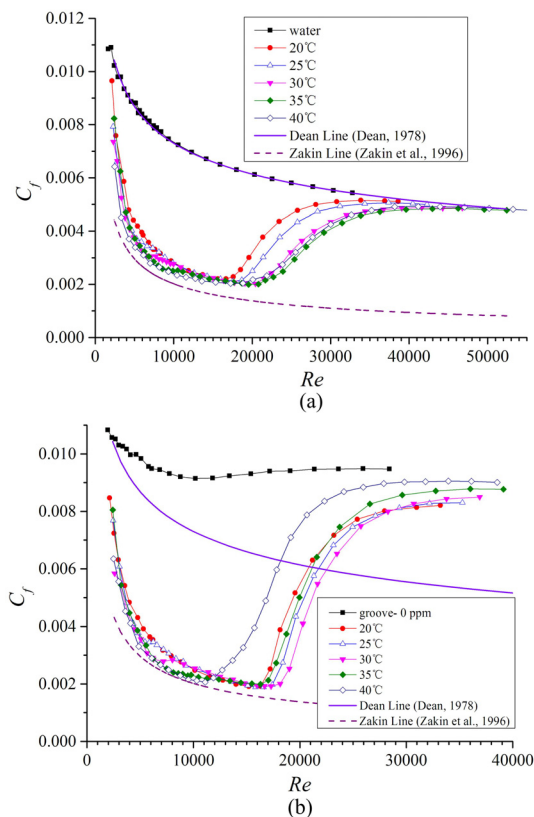 0.012
0.010
0.008
0.006
0.004
0.002
0.000
C_f
water
20℃
25℃
30℃
35℃
40℃
Dean Line (Dean, 1978)
Zakin Line (Zakin et al., 1996)
0 10000 20000 30000 40000 50000
Re
(a)
0.010
0.008
0.006
0.004
0.002
0.000
C_f
groove- 0 ppm
20℃
25℃
30℃
35℃
40℃
Dean Line (Dean, 1978)
Zakin Line (Zakin et al., 1996)
0 10000 20000 30000 40000
Re
(b)